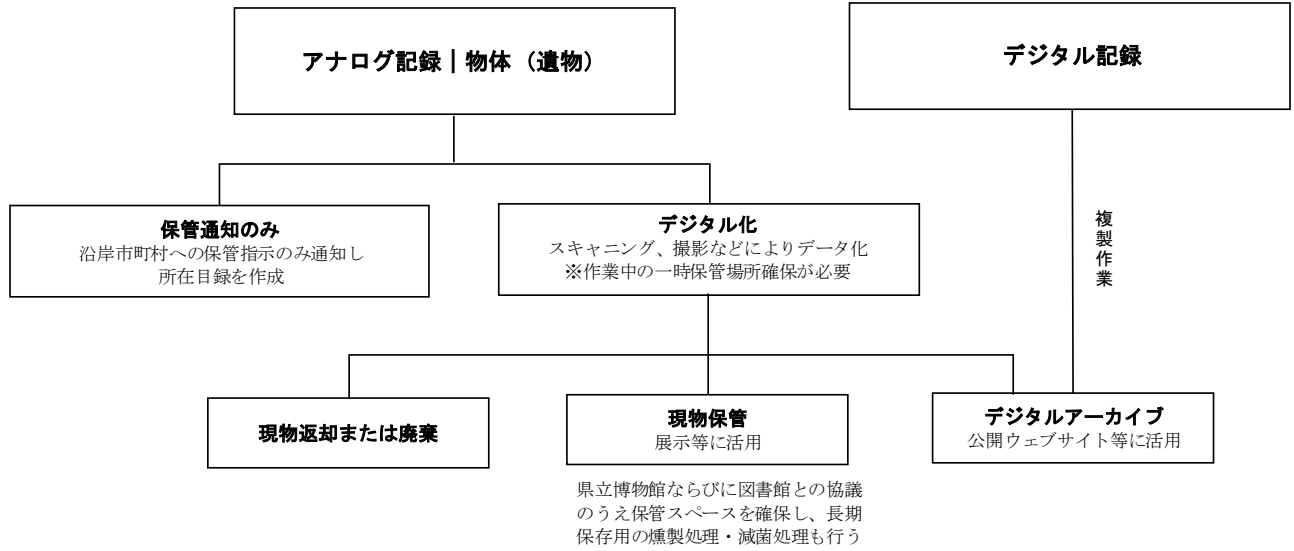 アナログ記録|物体（遺物）
デジタル記録
保管通知のみ
沿岸市町村への保管指示のみ通知し
所在目録を作成
デジタル化
スキャニング、撮影などによりデータ化
※作業中の一時保管場所確保が必要
複製作業
現物返却または廃棄
現物保管
展示等に活用
デジタルアーカイブ
公開ウェブサイト等に活用
県立博物館ならびに図書館との協議
のうえ保管スペースを確保し、長期
保存用の燻製処理・滅菌処理も行う